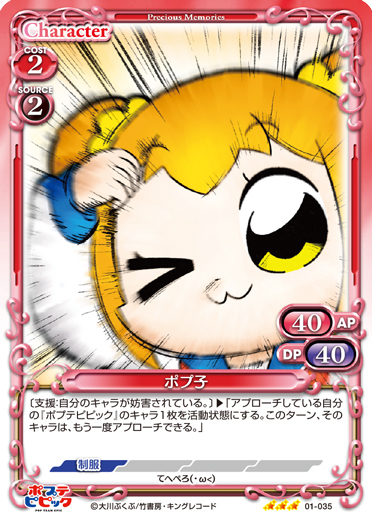 Precious Memories
Character
COST
2
SOURCE
2
40 AP
DP 40
ポプ子
〔支援:自分のキャラが妨害されている。〕▶「アプローチしている自分
の『ポプテピピック』のキャラ1枚を活動状態にする。このターン、その
キャラは、もう一度アプローチできる。」
制服
てへぺろ(・ω<)
ポプテ
ピピック
POP TEAM EPIC
©大川ぶくぶ/竹書房・キングレコード
★★★ 01-035